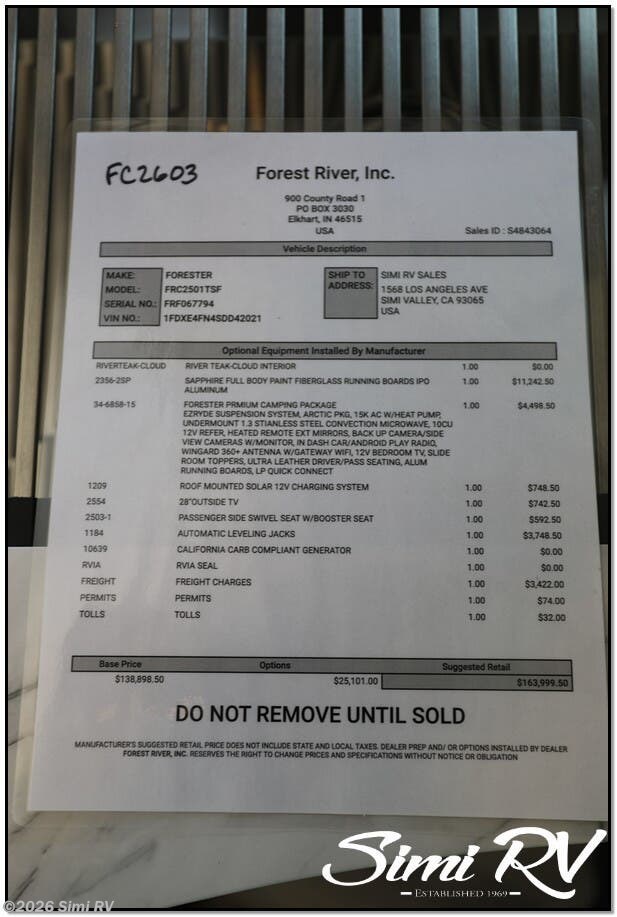 FC2603
Forest River, Inc.
900 County Road 1
PO BOX 3030
Elkhart, IN 46515
USA
Sales ID : S4843064
Vehicle Description
MAKE: FORESTER
MODEL: FRC2501TSF
SERIAL NO.: FRF067794
VIN NO.: 1FDXE4FN4SDD42021
SHIP TO ADDRESS: SIMI RV SALES
1568 LOS ANGELES AVE
SIMI VALLEY, CA 93065
USA
Optional Equipment Installed By Manufacturer
RIVERTEAK-CLOUD RIVER TEAK-CLOUD INTERIOR 1.00 $0.00
2356-2SP SAPPHIRE FULL BODY PAINT FIBERGLASS RUNNING BOARDS IPO 1.00 $11,242.50
ALUMINUM
34-6858-15 FORESTER PRMIUM CAMPING PACKAGE 1.00 $4,498.50
EZRYDE SUSPENSION SYSTEM, ARCTIC PKG, 15K AC W/HEAT PUMP,
UNDERMOUNT 1.3 STIANLESS STEEL CONVECTION MICROWAVE, 10CU
12V REFER, HEATED REMOTE EXT MIRRORS, BACK UP CAMERA/SIDE
VIEW CAMERAS W/MONITOR, IN DASH CAR/ANDROID PLAY RADIO,
WINGARD 360+ ANTENNA W/GATEWAY WIFI, 12V BEDROOM TV, SLIDE
ROOM TOPPERS, ULTRA LEATHER DRIVER/PASS SEATING, ALUM
RUNNING BOARDS, LP QUICK CONNECT
1209 ROOF MOUNTED SOLAR 12V CHARGING SYSTEM 1.00 $748.50
2554 28"OUTSIDE TV 1.00 $742.50
2503-1 PASSENGER SIDE SWIVEL SEAT W/BOOSTER SEAT 1.00 $592.50
1184 AUTOMATIC LEVELING JACKS 1.00 $3,748.50
10639 CALIFORNIA CARB COMPLIANT GENERATOR 1.00 $0.00
RVIA RVIA SEAL 1.00 $0.00
FREIGHT FREIGHT CHARGES 1.00 $3,422.00
PERMITS PERMITS 1.00 $74.00
TOLLS TOLLS 1.00 $32.00
Base Price Options Suggested Retail
$138,898.50 $25,101.00 $163,999.50
DO NOT REMOVE UNTIL SOLD
MANUFACTURER'S SUGGESTED RETAIL PRICE DOES NOT INCLUDE STATE AND LOCAL TAXES. DEALER PREP AND/ OR OPTIONS INSTALLED BY DEALER
FOREST RIVER, INC. RESERVES THE RIGHT TO CHANGE PRICES AND SPECIFICATIONS WITHOUT NOTICE OR OBLIGATION
Simi RV
ESTABLISHED 1969
©2026 Simi RV